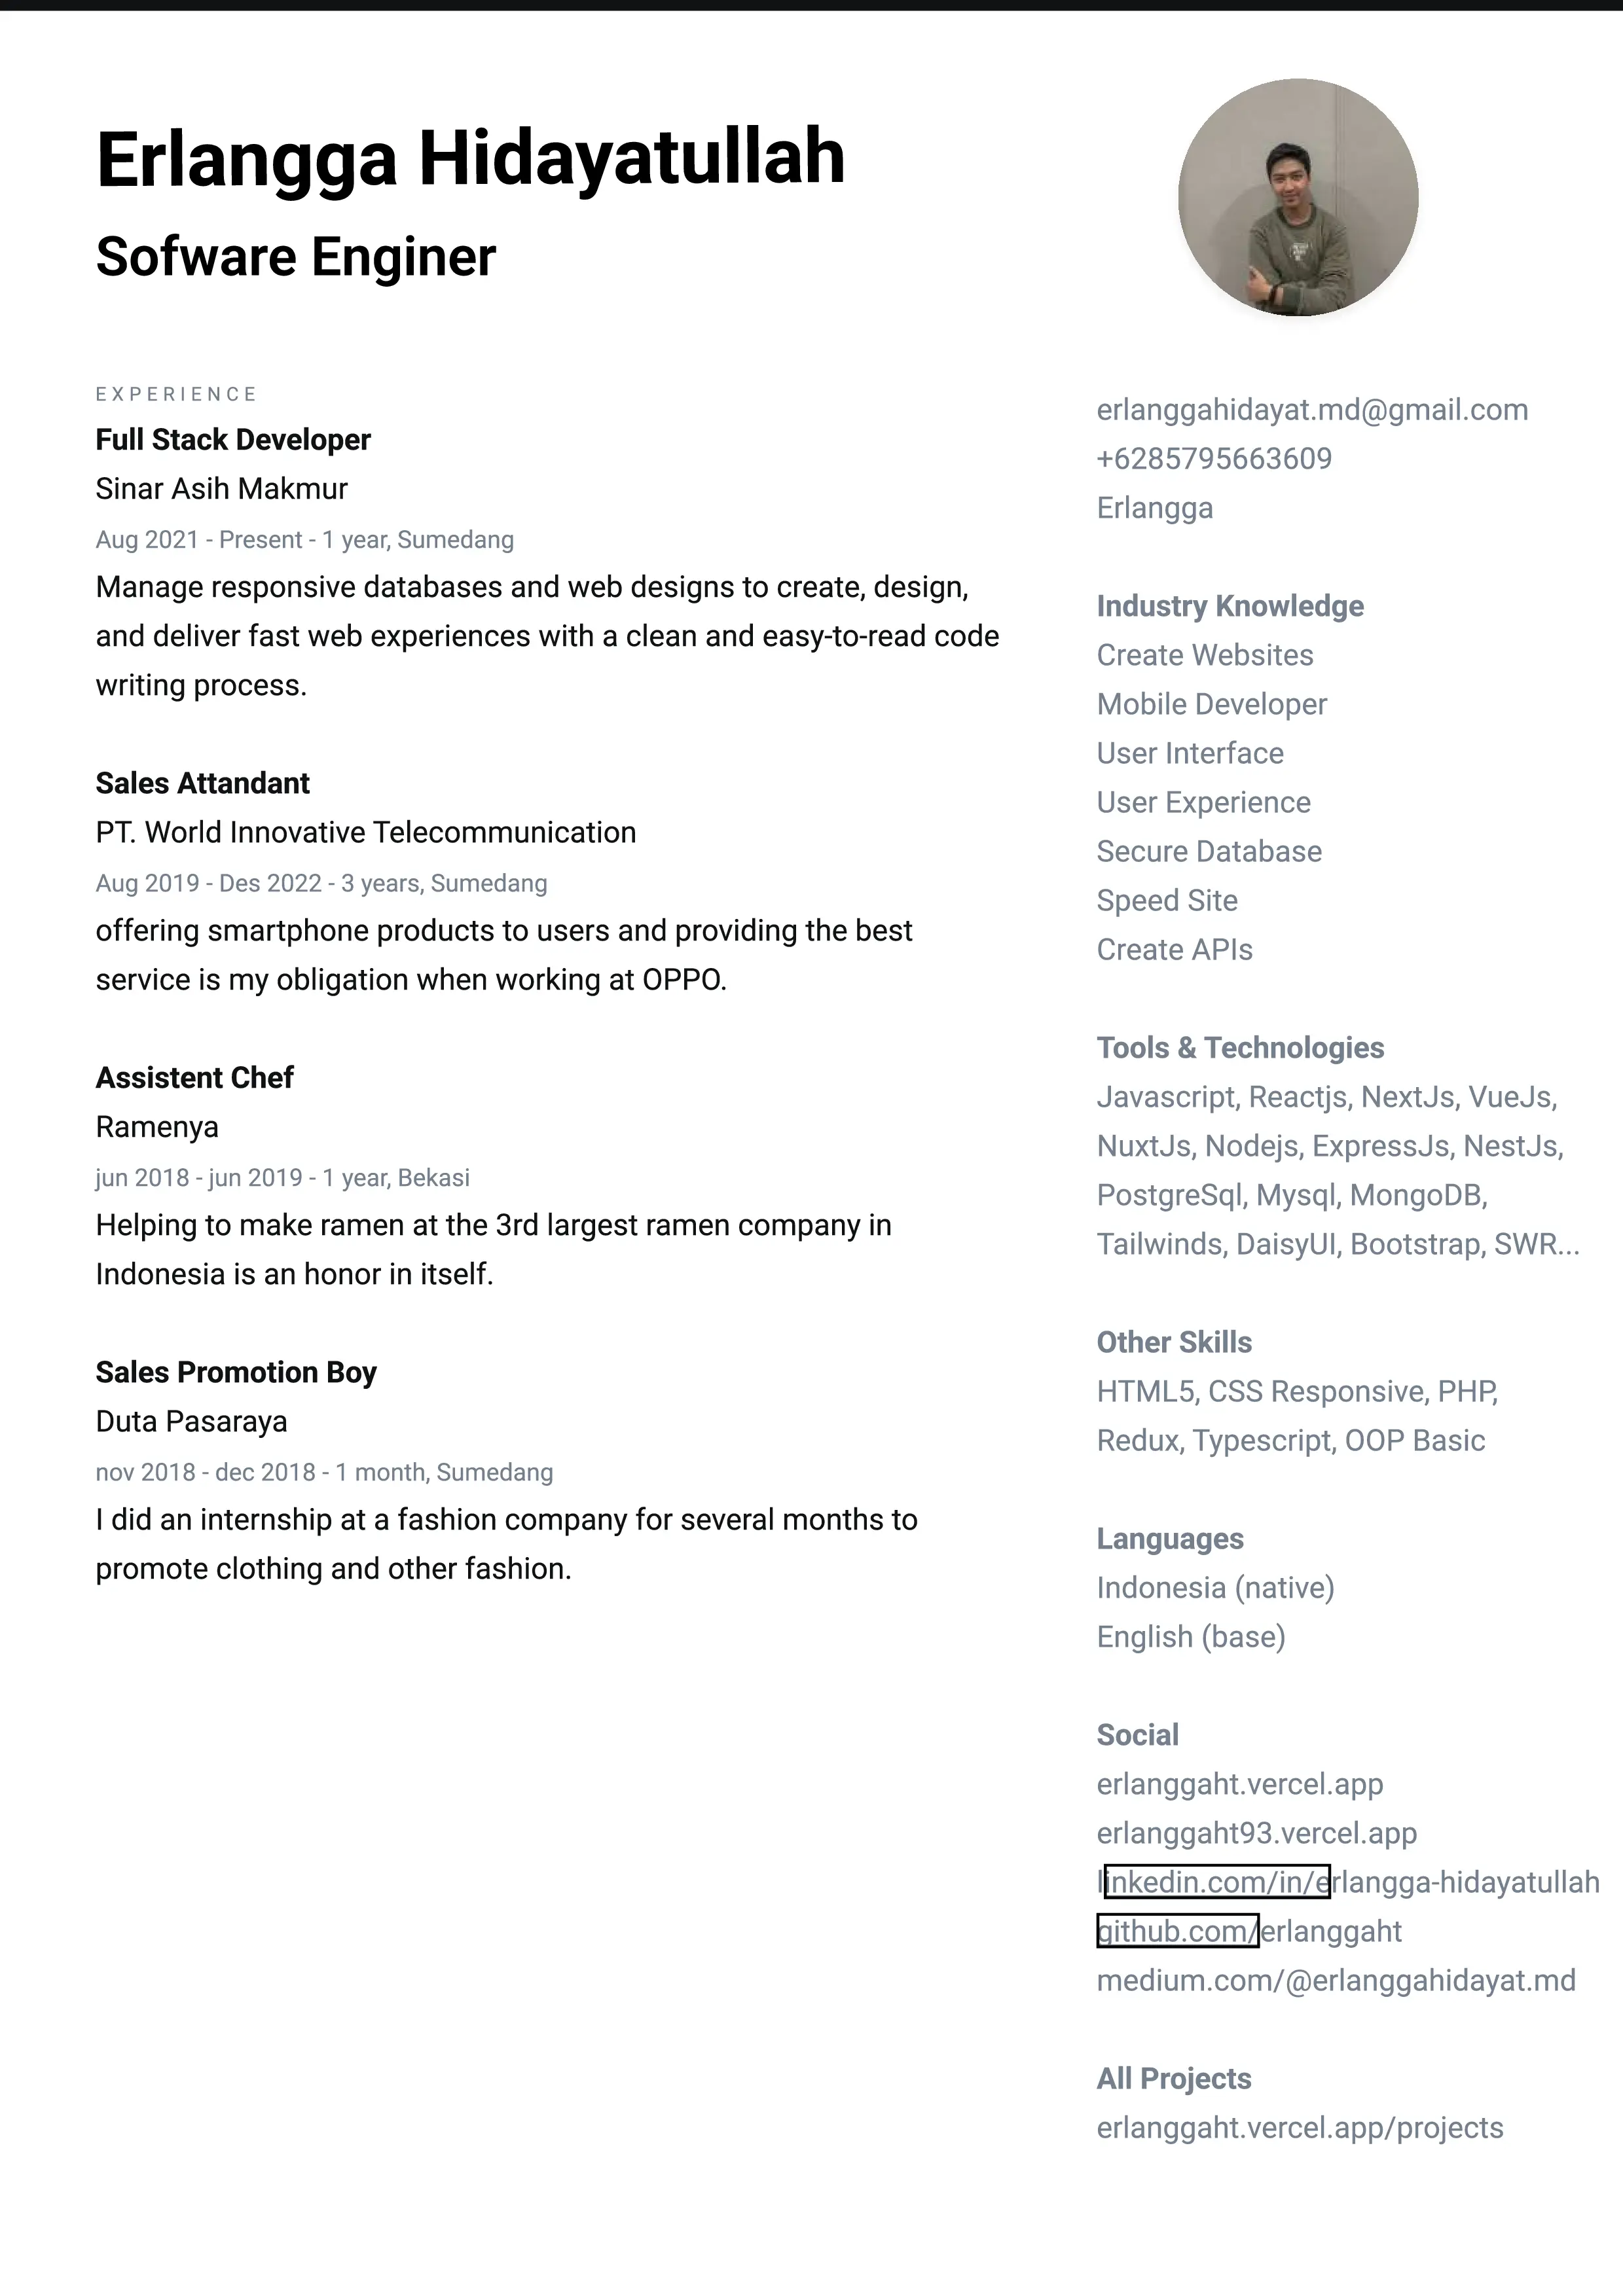 Erlangga Hidayatullah
Sofware Enginer
EXPERIENCE
Full Stack Developer
Sinar Asih Makmur
Aug 2021 - Present - 1 year, Sumedang
Manage responsive databases and web designs to create, design,
and deliver fast web experiences with a clean and easy-to-read code
writing process.
Sales Attandant
PT. World Innovative Telecommunication
Aug 2019 - Des 2022 - 3 years, Sumedang
offering smartphone products to users and providing the best
service is my obligation when working at OPPO.
Assistent Chef
Ramenya
jun 2018 - jun 2019 - 1 year, Bekasi
Helping to make ramen at the 3rd largest ramen company in
Indonesia is an honor in itself.
Sales Promotion Boy
Duta Pasaraya
nov 2018 - dec 2018 - 1 month, Sumedang
I did an internship at a fashion company for several months to
promote clothing and other fashion.
erlanggahidayat.md@gmail.com
+6285795663609
Erlangga
Industry Knowledge
Create Websites
Mobile Developer
User Interface
User Experience
Secure Database
Speed Site
Create APIs
Tools & Technologies
Javascript, Reactjs, NextJs, VueJs,
NuxtJs, Nodejs, ExpressJs, NestJs,
PostgreSql, Mysql, MongoDB,
Tailwinds, DaisyUI, Bootstrap, SWR...
Other Skills
HTML5, CSS Responsive, PHP,
Redux, Typescript, OOP Basic
Languages
Indonesia (native)
English (base)
Social
erlanggaht.vercel.app
erlanggaht93.vercel.app
linkedin.com/in/erlangga-hidayatullah
github.com/erlanggaht
medium.com/@erlanggahidayat.md
All Projects
erlanggaht.vercel.app/projects